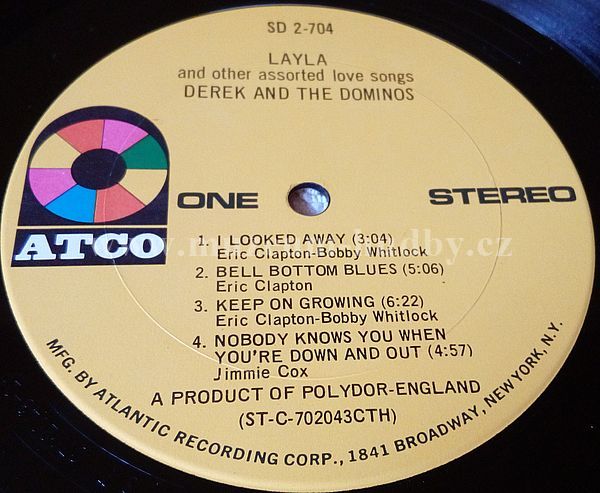 SD 2-704
LAYLA
and other assorted love songs
DEREK AND THE DOMINOS
ATCO
ONE
STEREO
1. I LOOKED AWAY (3:04)
Eric Clapton-Bobby Whitlock
2. BELL BOTTOM BLUES (5:06)
Eric Clapton
3. KEEP ON GROWING (6:22)
Eric Clapton-Bobby Whitlock
4. NOBODY KNOWS YOU WHEN
YOU'RE DOWN AND OUT (4:57)
Jimmie Cox
A PRODUCT OF POLYDOR-ENGLAND
(ST-C-702043CTH)
MFG. BY ATLANTIC RECORDING CORP., 1841 BROADWAY, NEW YORK, N.Y.